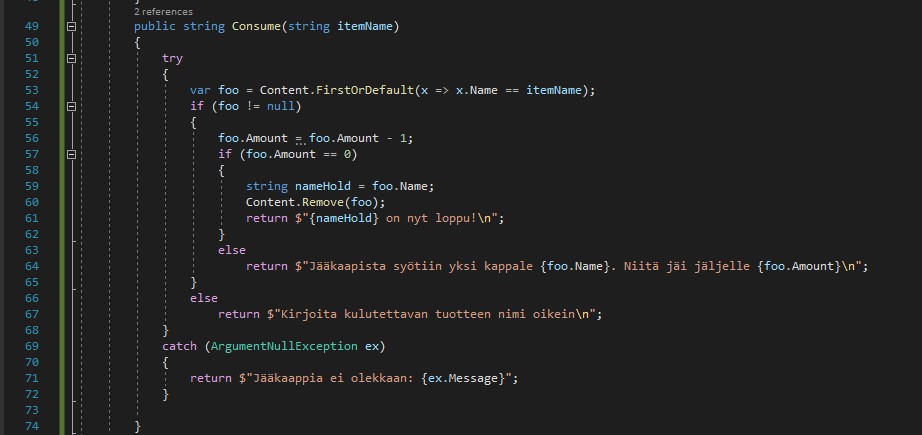 2 references
49 public string Consume(string itemName)
50 {
51 try
52 {
53 var foo = Content.FirstOrDefault(x => x.Name == itemName);
54 if (foo != null)
55 {
56 foo.Amount = foo.Amount - 1;
57 if (foo.Amount == 0)
58 {
59 string nameHold = foo.Name;
60 Content.Remove(foo);
61 return $"{nameHold} on nyt loppu!\n";
62 }
63 else
64 return $"Jääkaapista syötiin yksi kappale {foo.Name}. Niitä jäi jäljelle {foo.Amount}\n";
65 }
66 else
67 return $"Kirjoita kulutettavan tuotteen nimi oikein\n";
68 }
69 catch (ArgumentNullException ex)
70 {
71 return $"Jääkaappia ei olekkaan: {ex.Message}";
72 }
73
74 }